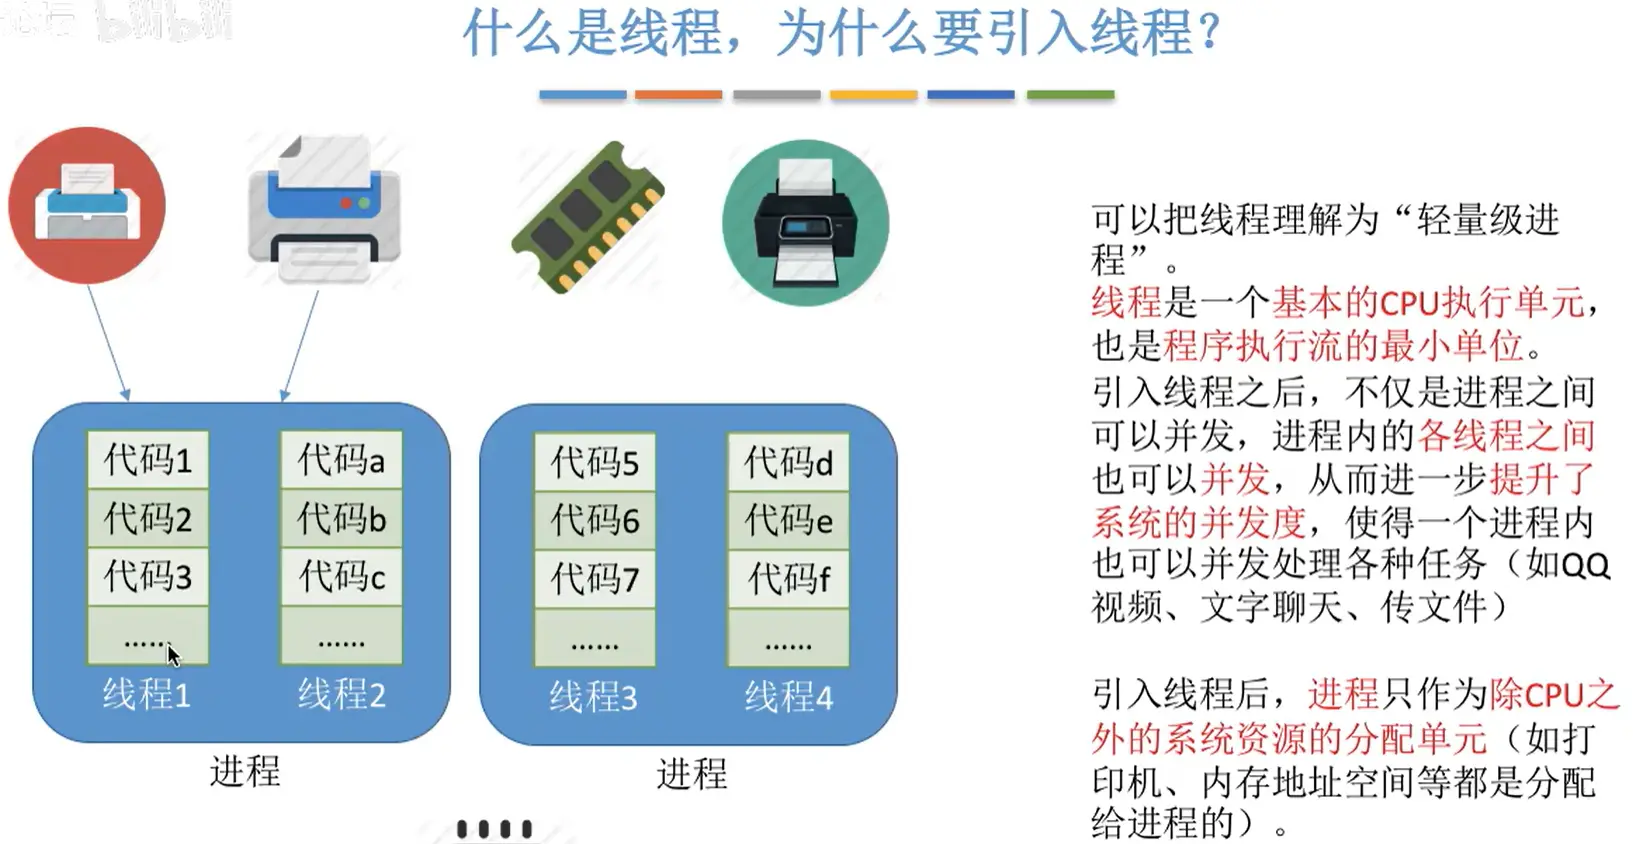 什么是线程，为什么要引入线程？
代码1
代码2
代码3
......
线程1
代码a
代码b
代码c
......
线程2
进程
代码5
代码6
代码7
......
线程3
代码d
代码e
代码f
......
线程4
进程
可以把线程理解为“轻量级进
程”。
线程是一个基本的CPU执行单元，
也是程序执行流的最小单位。
引入线程之后，不仅是进程之间
可以并发，进程内的各线程之间
也可以并发，从而进一步提升了
系统的并发度，使得一个进程内
也可以并发处理各种任务（如QQ
视频、文字聊天、传文件）
引入线程后，进程只作为除CPU之
外的系统资源的分配单元（如打
印机、内存地址空间等都是分配
给进程的）。